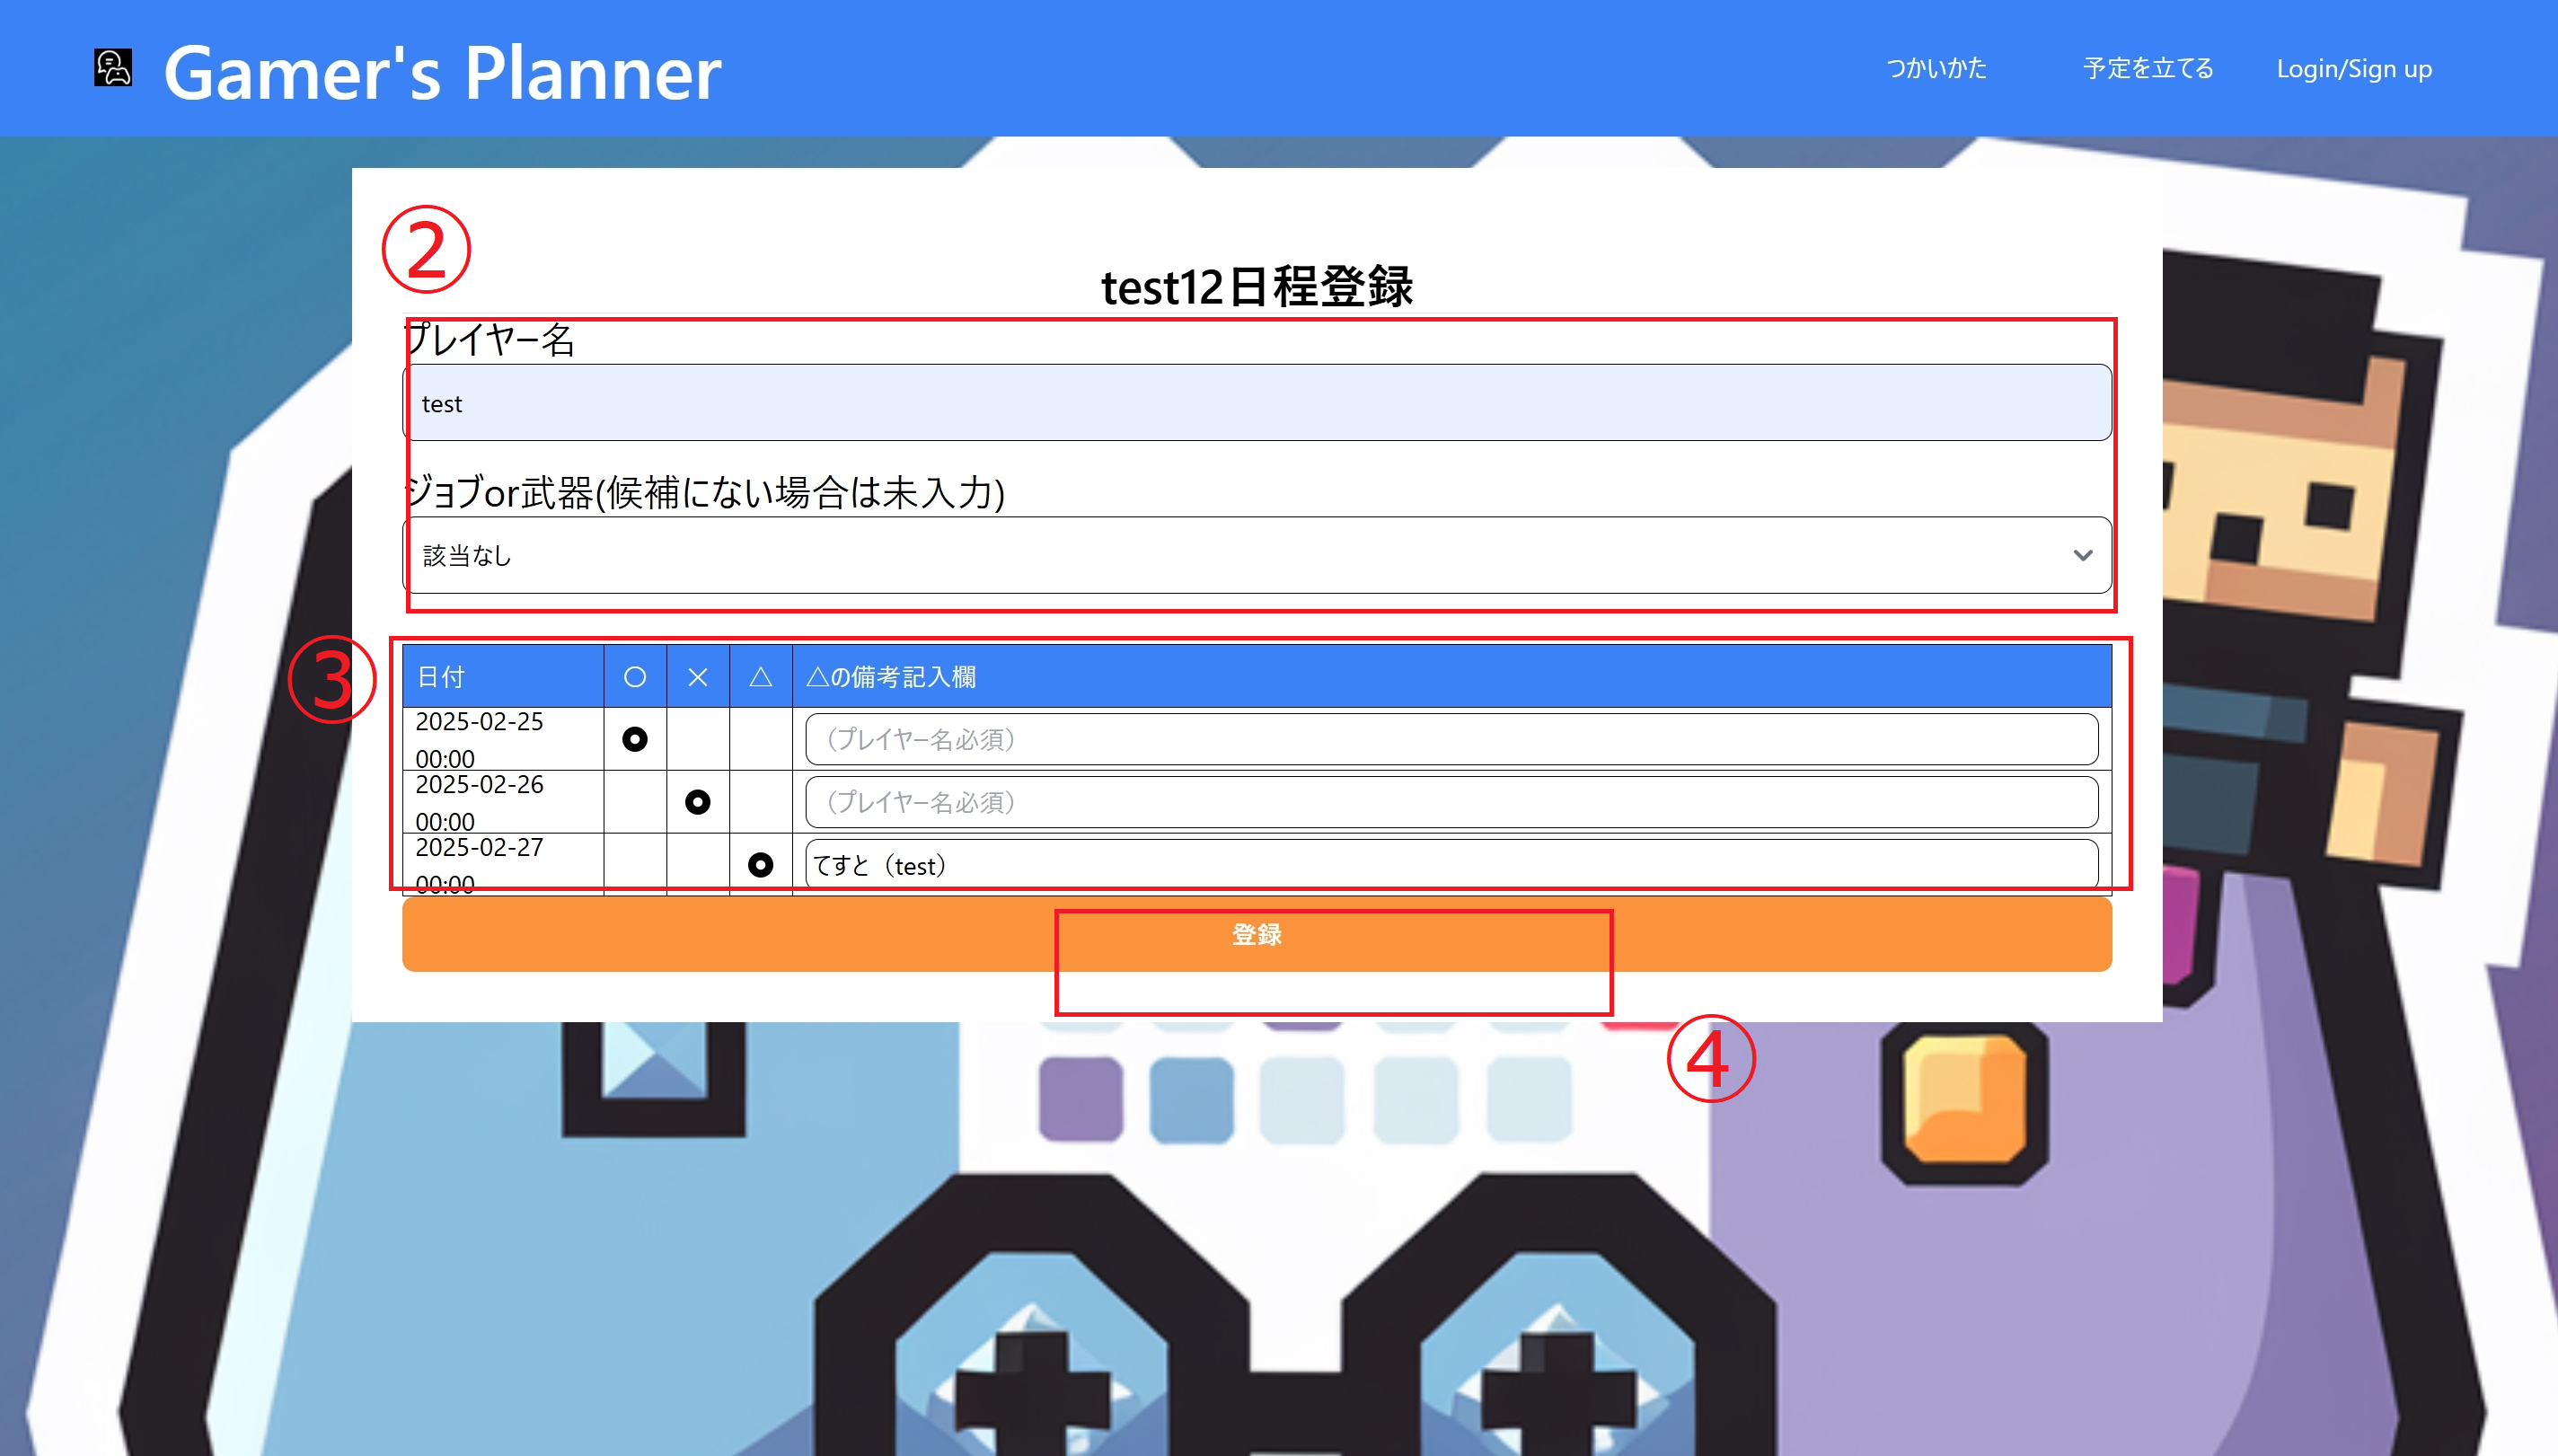 Gamer's Planner
つかいかた
予定を立てる
Login/Sign up
②
test12日程登録
プレイヤー名
test
ジョブor武器(候補にない場合は未入力)
該当なし
③
日付 ○ × △ △の備考記入欄
2025-02-25 00:00 （プレイヤー名必須）
2025-02-26 00:00 （プレイヤー名必須）
2025-02-27 00:00 てすと（test）
登録
④